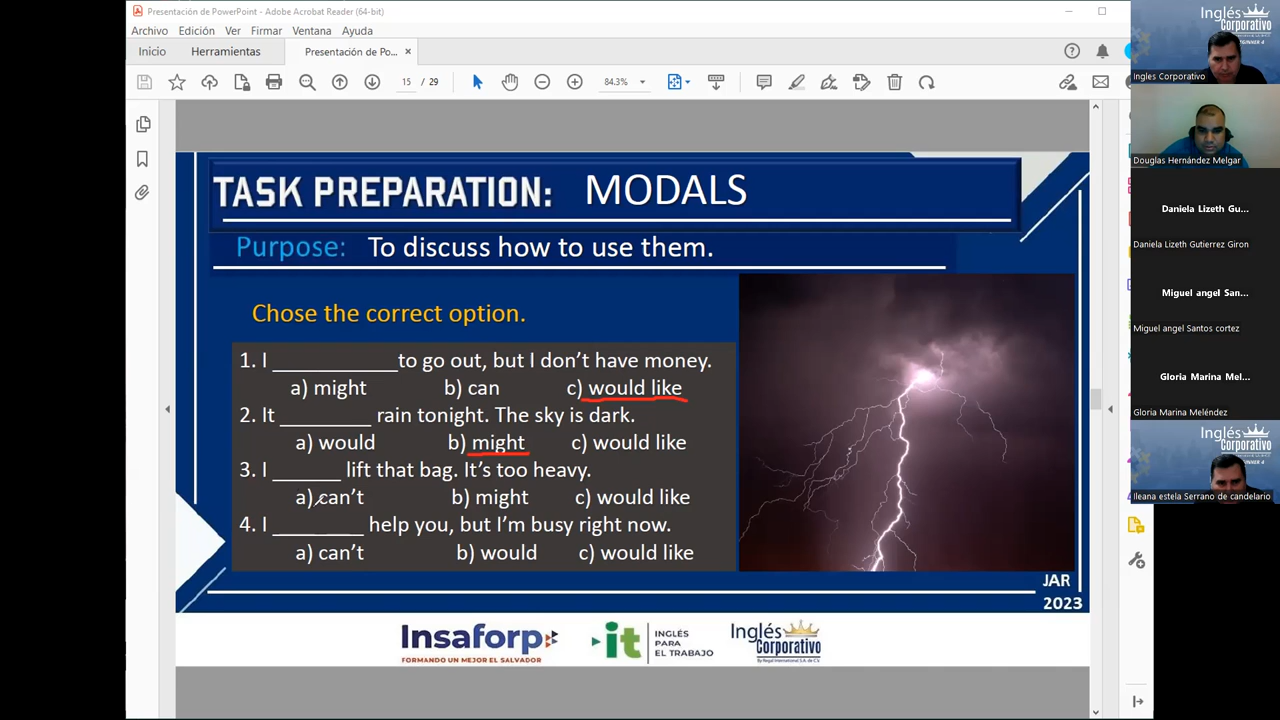 Presentación de PowerPoint - Adobe Acrobat Reader (64-bit)
Archivo Edición Ver Firmar Ventana Ayuda
Inicio Herramientas Presentación de Po... ×
15 / 29 84.3%
TASK PREPARATION: MODALS
Purpose: To discuss how to use them.
Chose the correct option.
1. I ___________ to go out, but I don't have money.
a) might b) can c) would like
2. It ________ rain tonight. The sky is dark.
a) would b) might c) would like
3. I ______ lift that bag. It's too heavy.
a) can't b) might c) would like
4. I ________ help you, but I'm busy right now.
a) can't b) would c) would like
JAR
2023
Insaforp
FORMANDO UN MEJOR EL SALVADOR
it
INGLÉS
PARA
EL TRABAJO
Inglés
Corporativo
By Regal International S.A. de C.V.
Inglés
Corporativo
BEGINNER 4
Ingles Corporativo
Douglas Hernández Melgar
Daniela Lizeth Gu...
Daniela Lizeth Gutierrez Giron
Miguel angel San...
Miguel angel Santos cortez
Gloria Marina Mel...
Gloria Marina Meléndez
Inglés
Corporativo
Ileana estela Serrano de candelario